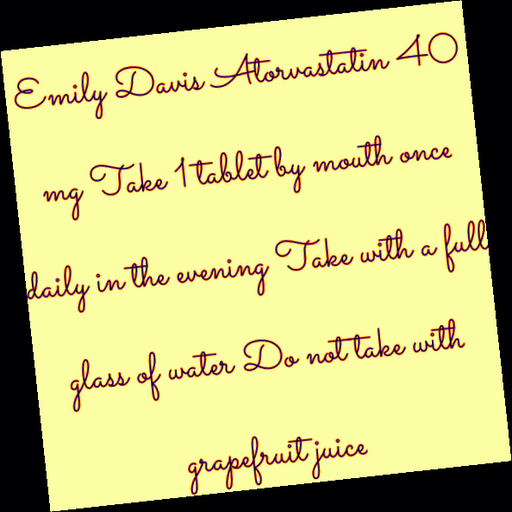 Emily Davis Atorvastatin 40
mg Take 1 tablet by mouth once
daily in the evening Take with a full
glass of water Do not take with
grapefruit juice